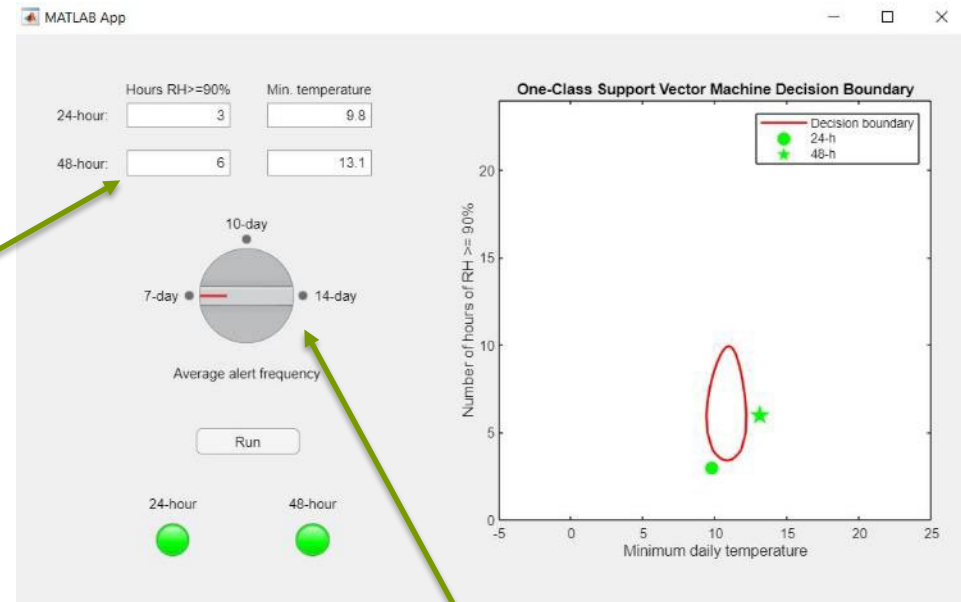 MATLAB App
Hours RH>=90% Min. temperature
24-hour: 3 9.8
48-hour: 6 13.1
10-day
7-day 14-day
Average alert frequency
Run
24-hour 48-hour
One-Class Support Vector Machine Decision Boundary
Decision boundary
24-h
48-h
Number of hours of RH >= 90%
20
15
10
5
0
-5 0 5 10 15 20 25
Minimum daily temperature